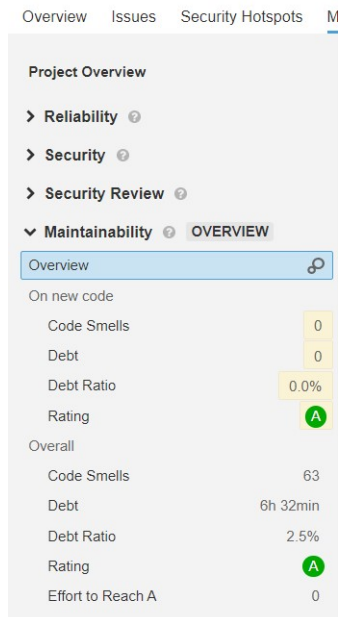 Overview Issues Security Hotspots M
Project Overview
Reliability ?
Security ?
Security Review ?
Maintainability ? OVERVIEW
Overview
On new code
Code Smells 0
Debt 0
Debt Ratio 0.0%
Rating A
Overall
Code Smells 63
Debt 6h 32min
Debt Ratio 2.5%
Rating A
Effort to Reach A 0